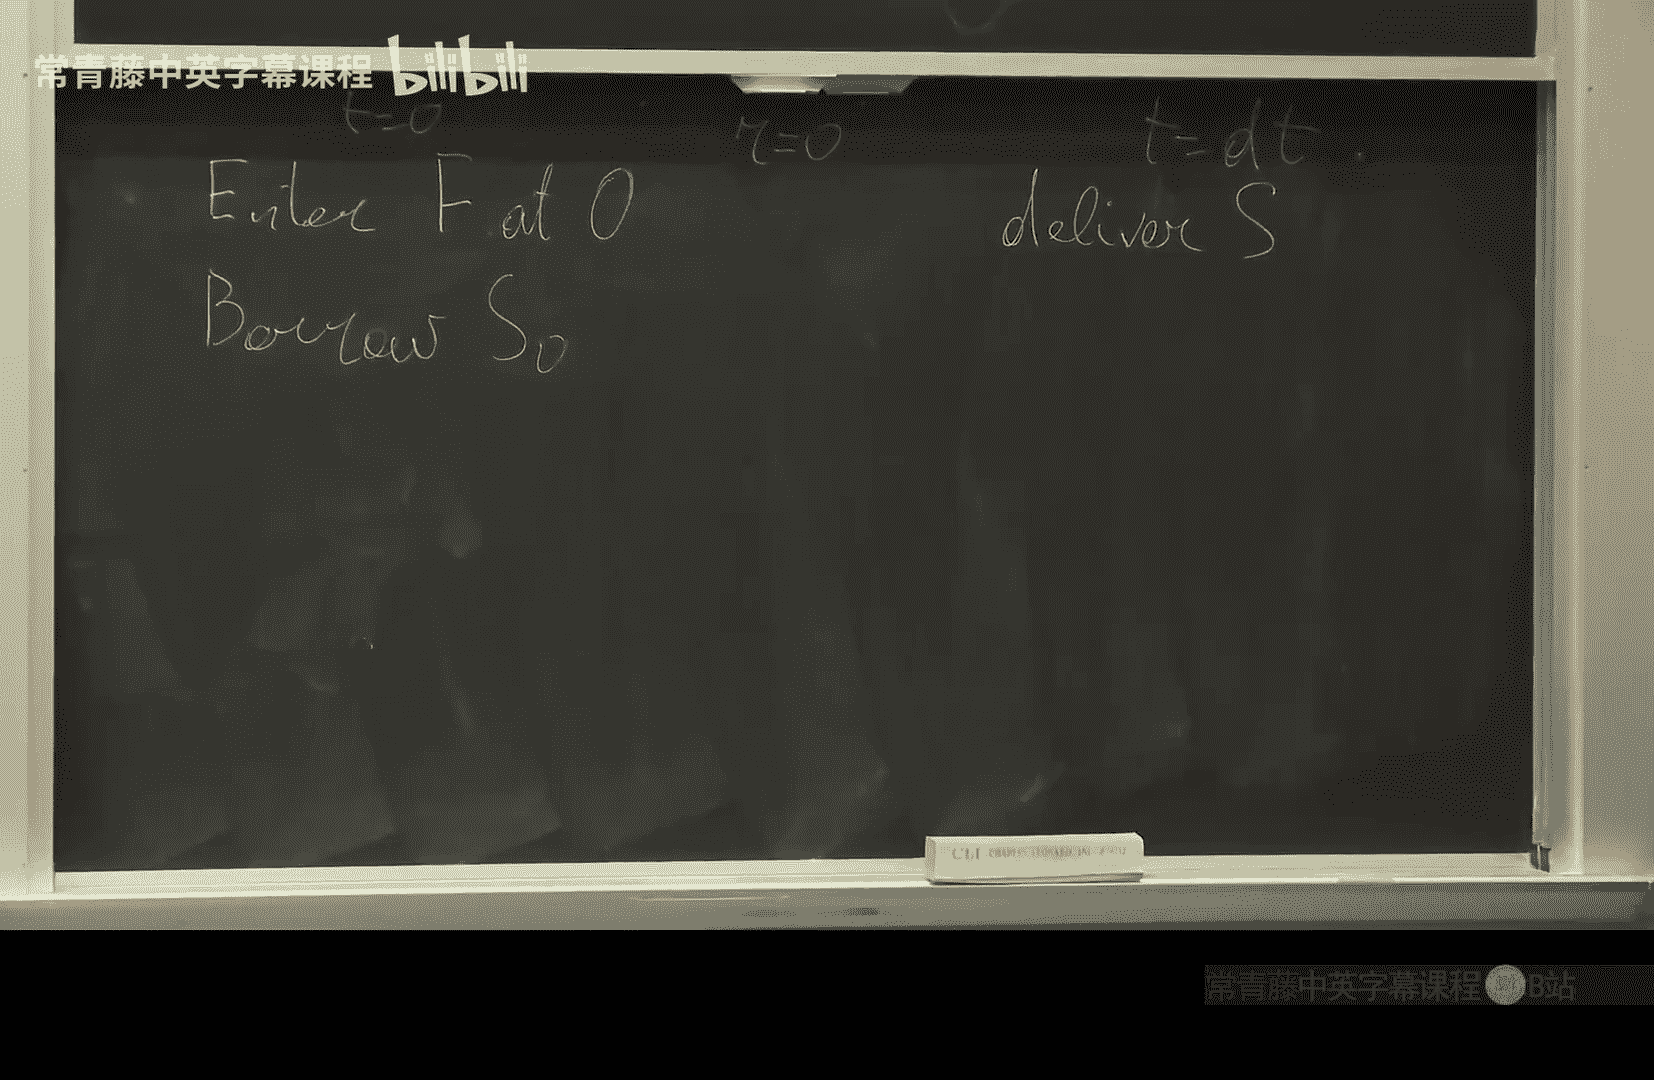 常青藤中英字幕课程 bilibili
t=0 r=0 t=dt.
Enter F at 0 deliver S
Borrow S₀
常青藤中英字幕课程 B站